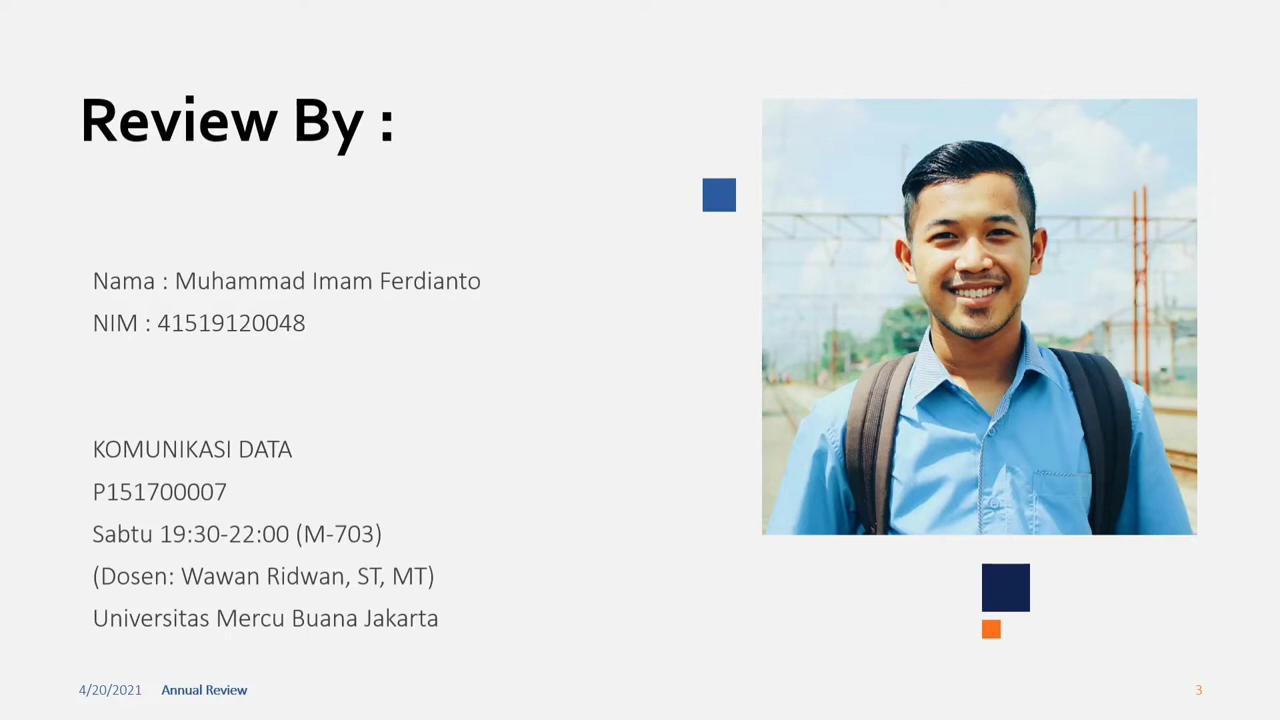 Review By :
Nama : Muhammad Imam Ferdianto
NIM : 41519120048
KOMUNIKASI DATA
P151700007
Sabtu 19:30-22:00 (M-703)
(Dosen: Wawan Ridwan, ST, MT)
Universitas Mercu Buana Jakarta
4/20/2021 Annual Review 3